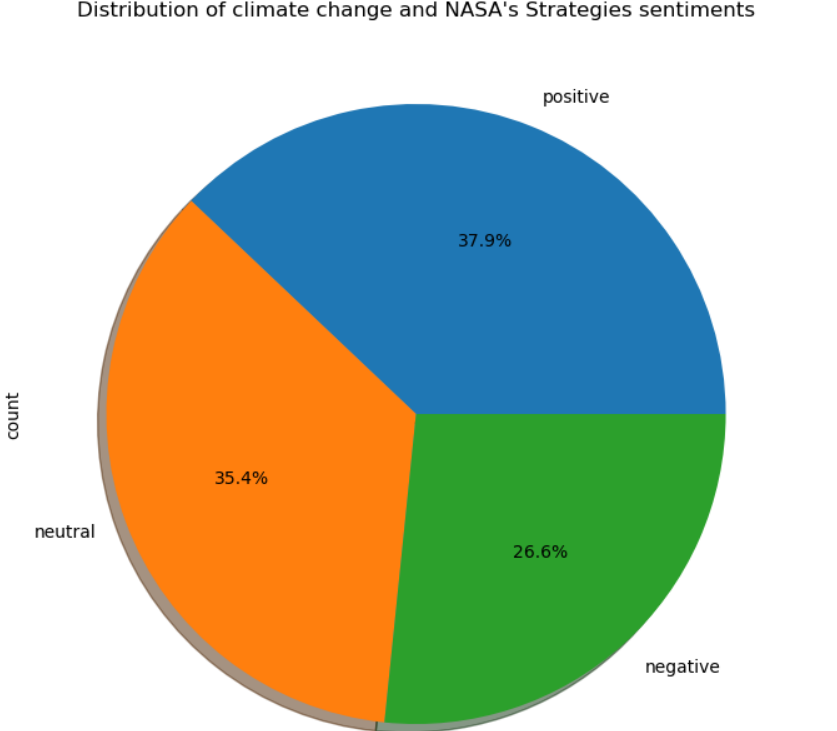 Distribution of climate change and NASA's Strategies sentiments
positive
37.9%
count
35.4%
neutral
26.6%
negative